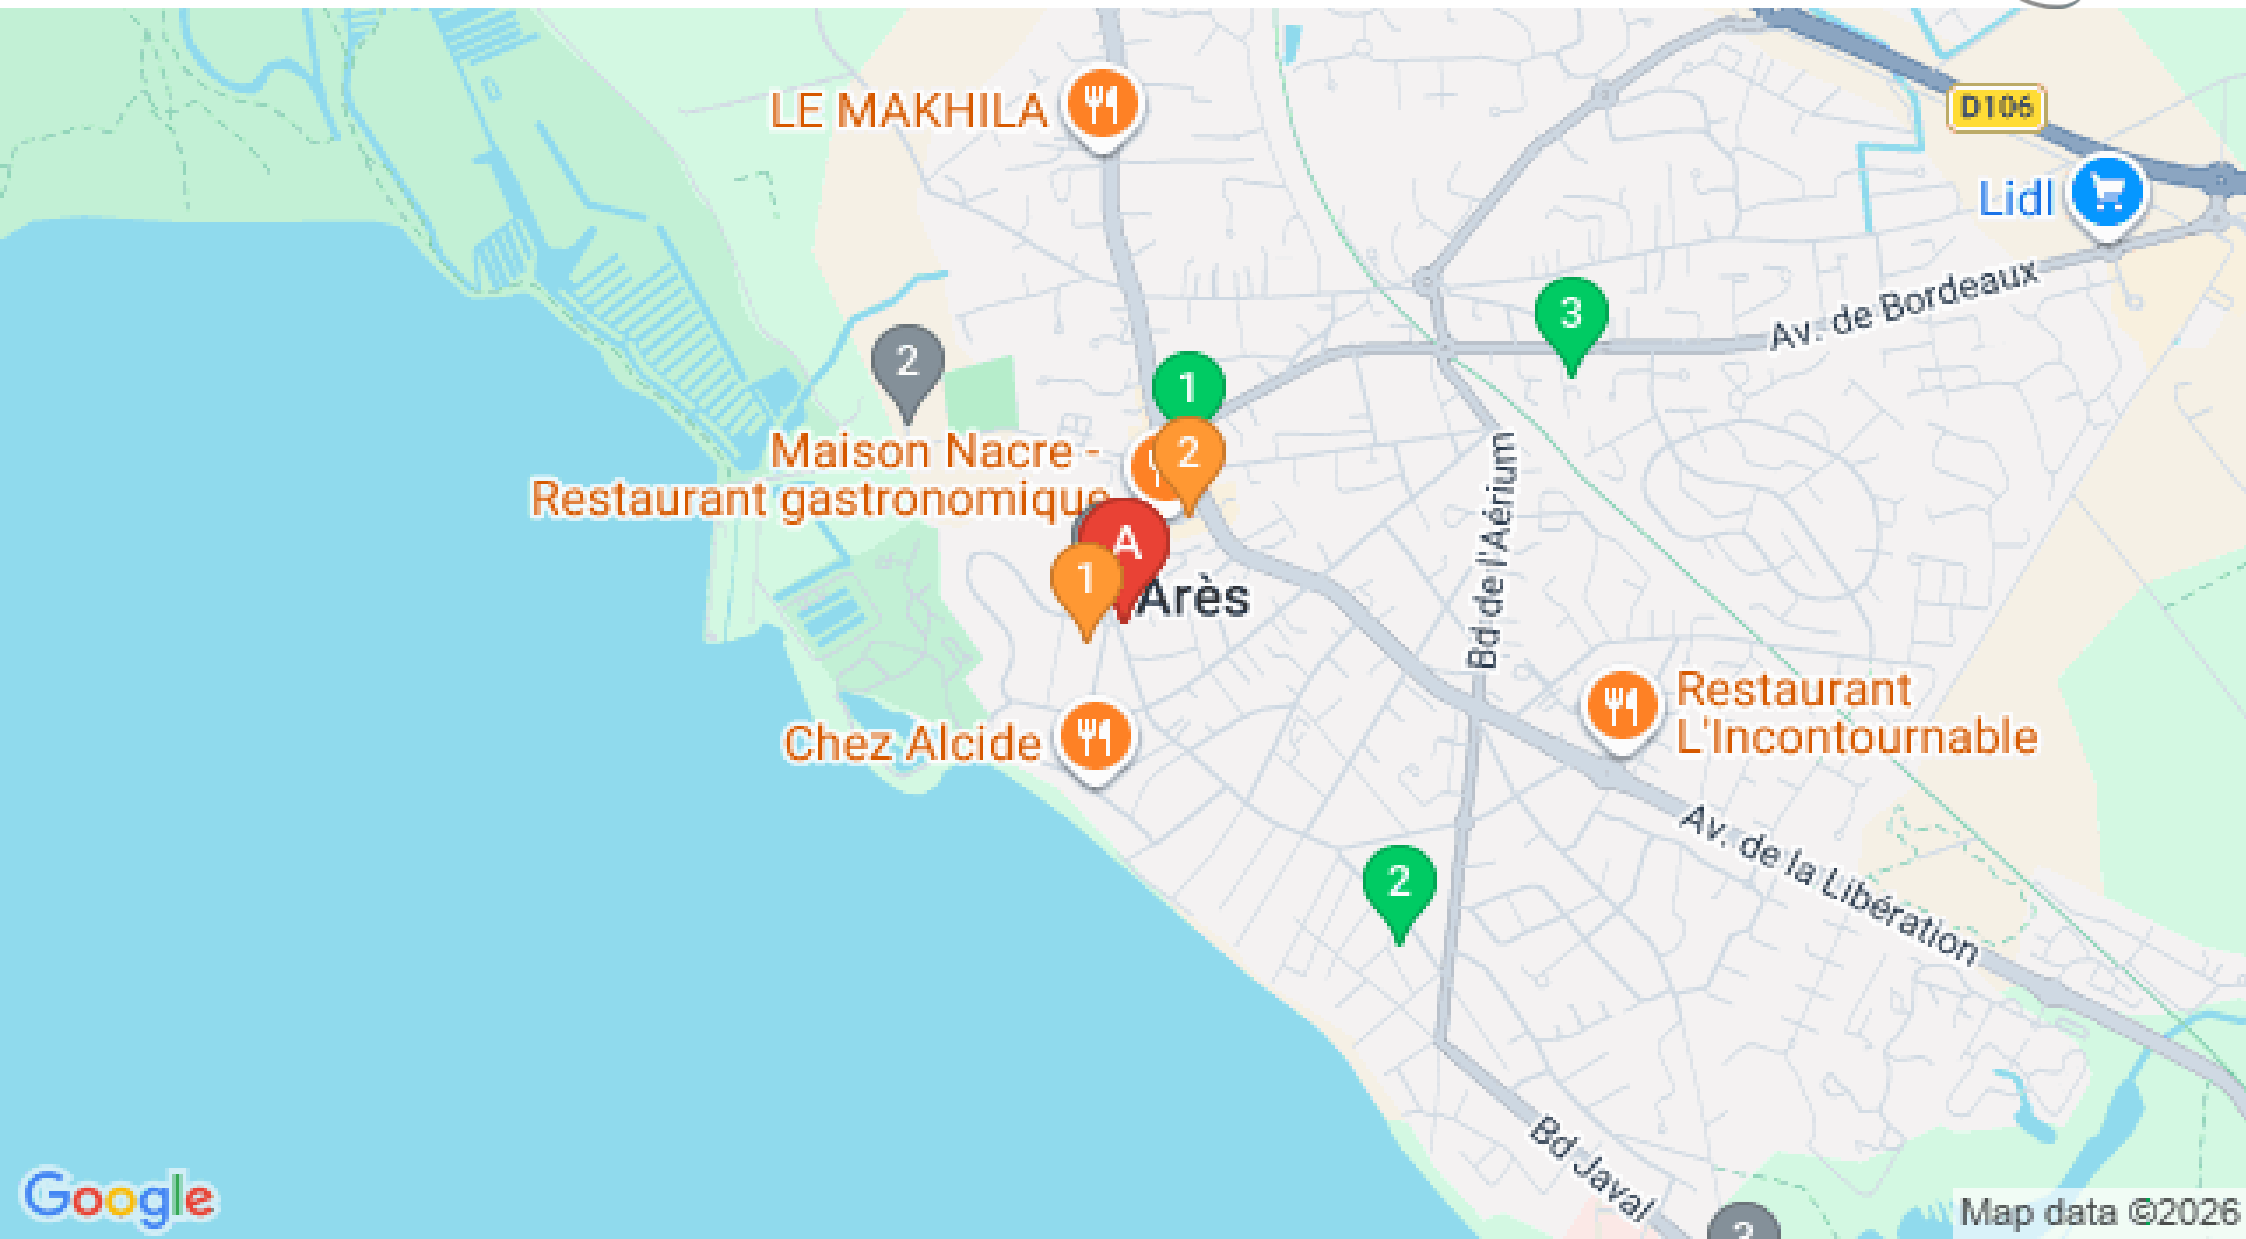 LE MAKHILA
D106
Lidl
Av. de Bordeaux
3
2
1
Maison Nacre -
Restaurant gastronomique
2
A
1
Arès
Bd de l'Aérium
Restaurant
L'Incontournable
Chez Alcide
Av. de la Libération
2
Bd Javal
Google
Map data ©2026